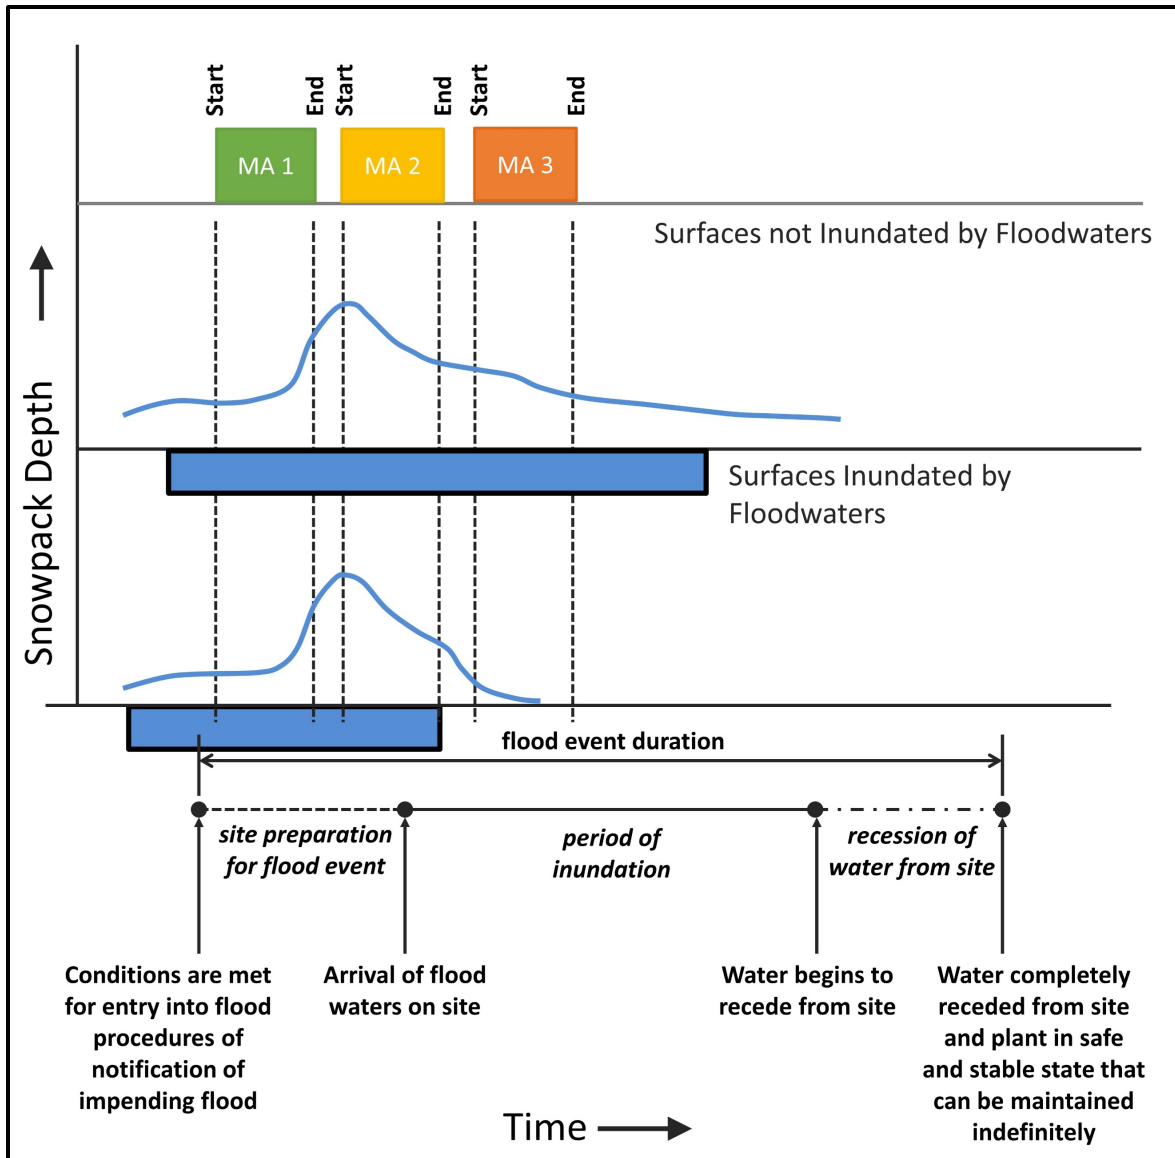 Start
End
Start
End
Start
End
MA 1
MA 2
MA 3
Surfaces not Inundated by Floodwaters
Snowpack Depth
Surfaces Inundated by
Floodwaters
flood event duration
site preparation
for flood event
period of
inundation
recession of
water from site
Conditions are met
for entry into flood
procedures of
notification of
impending flood
Arrival of flood
waters on site
Water begins to
recede from site
Water completely
receded from site
and plant in safe
and stable state that
can be maintained
indefinitely
Time